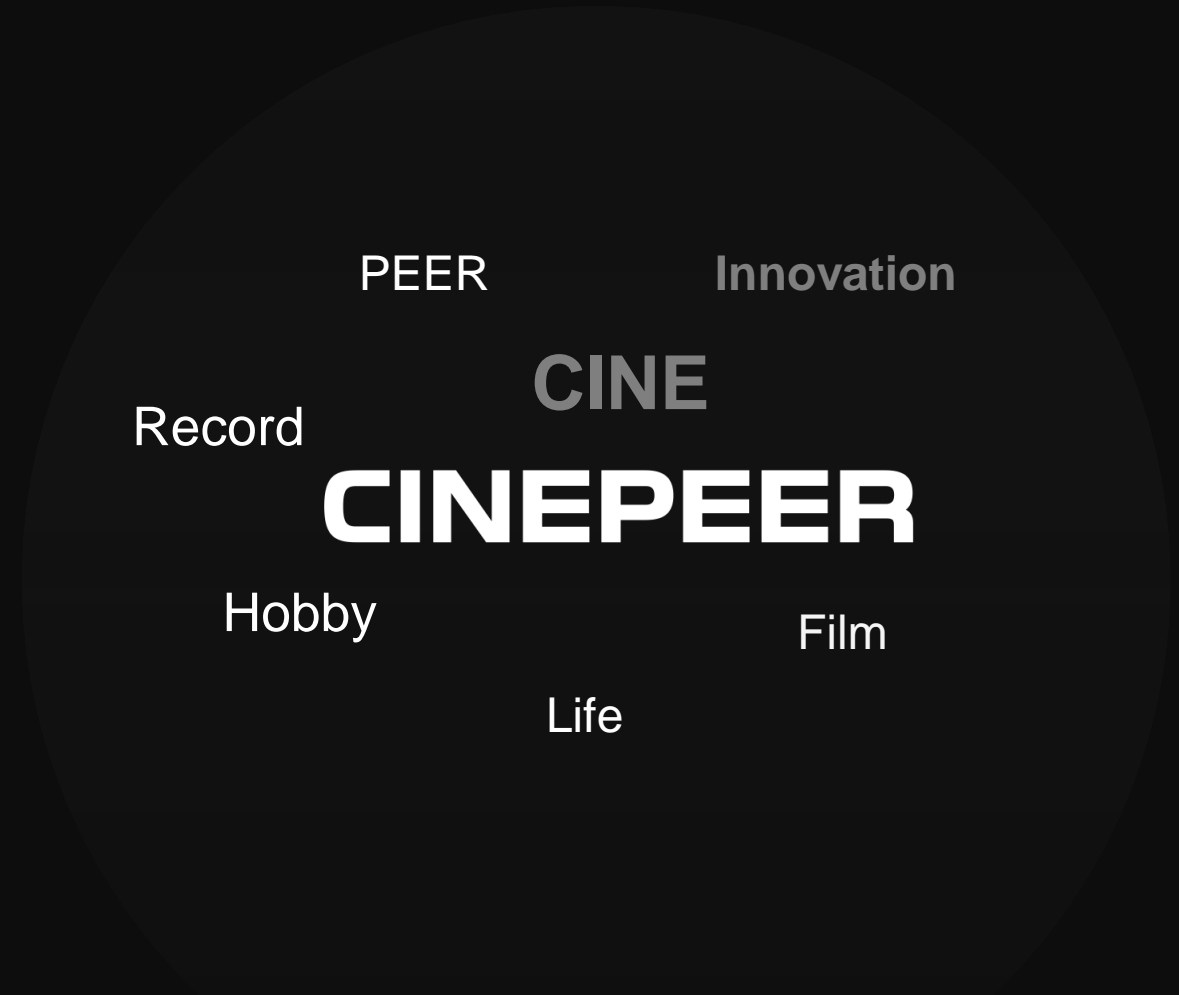 PEER
Innovation
CINE
Record
CINEPEER
Hobby
Film
Life